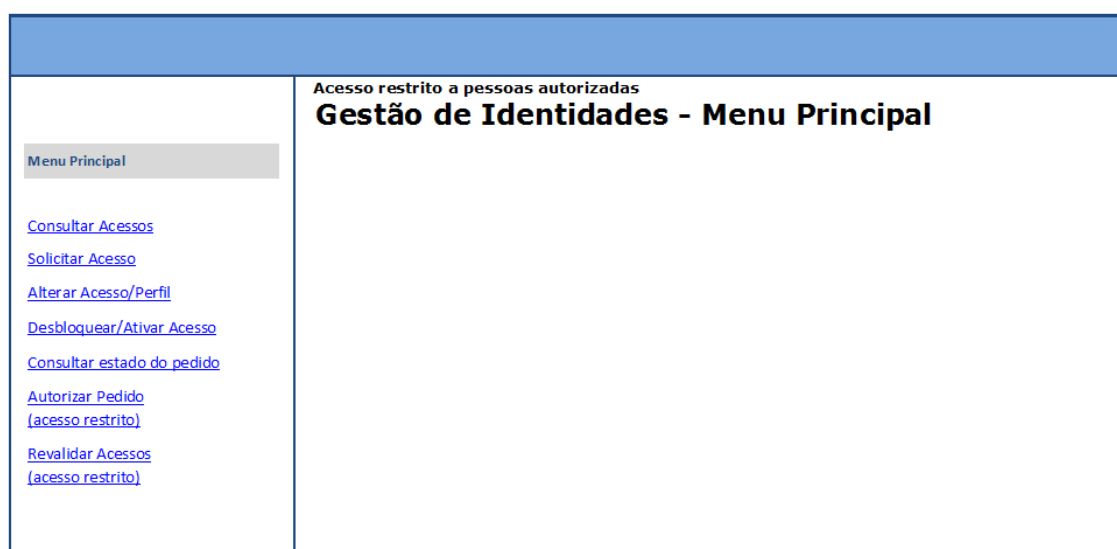 Acesso restrito a pessoas autorizadas
Gestão de Identidades - Menu Principal
Menu Principal
Consultar Acessos
Solicitar Acesso
Alterar Acesso/Perfil
Desbloquear/Ativar Acesso
Consultar estado do pedido
Autorizar Pedido
(acesso restrito)
Revalidar Acessos
(acesso restrito)